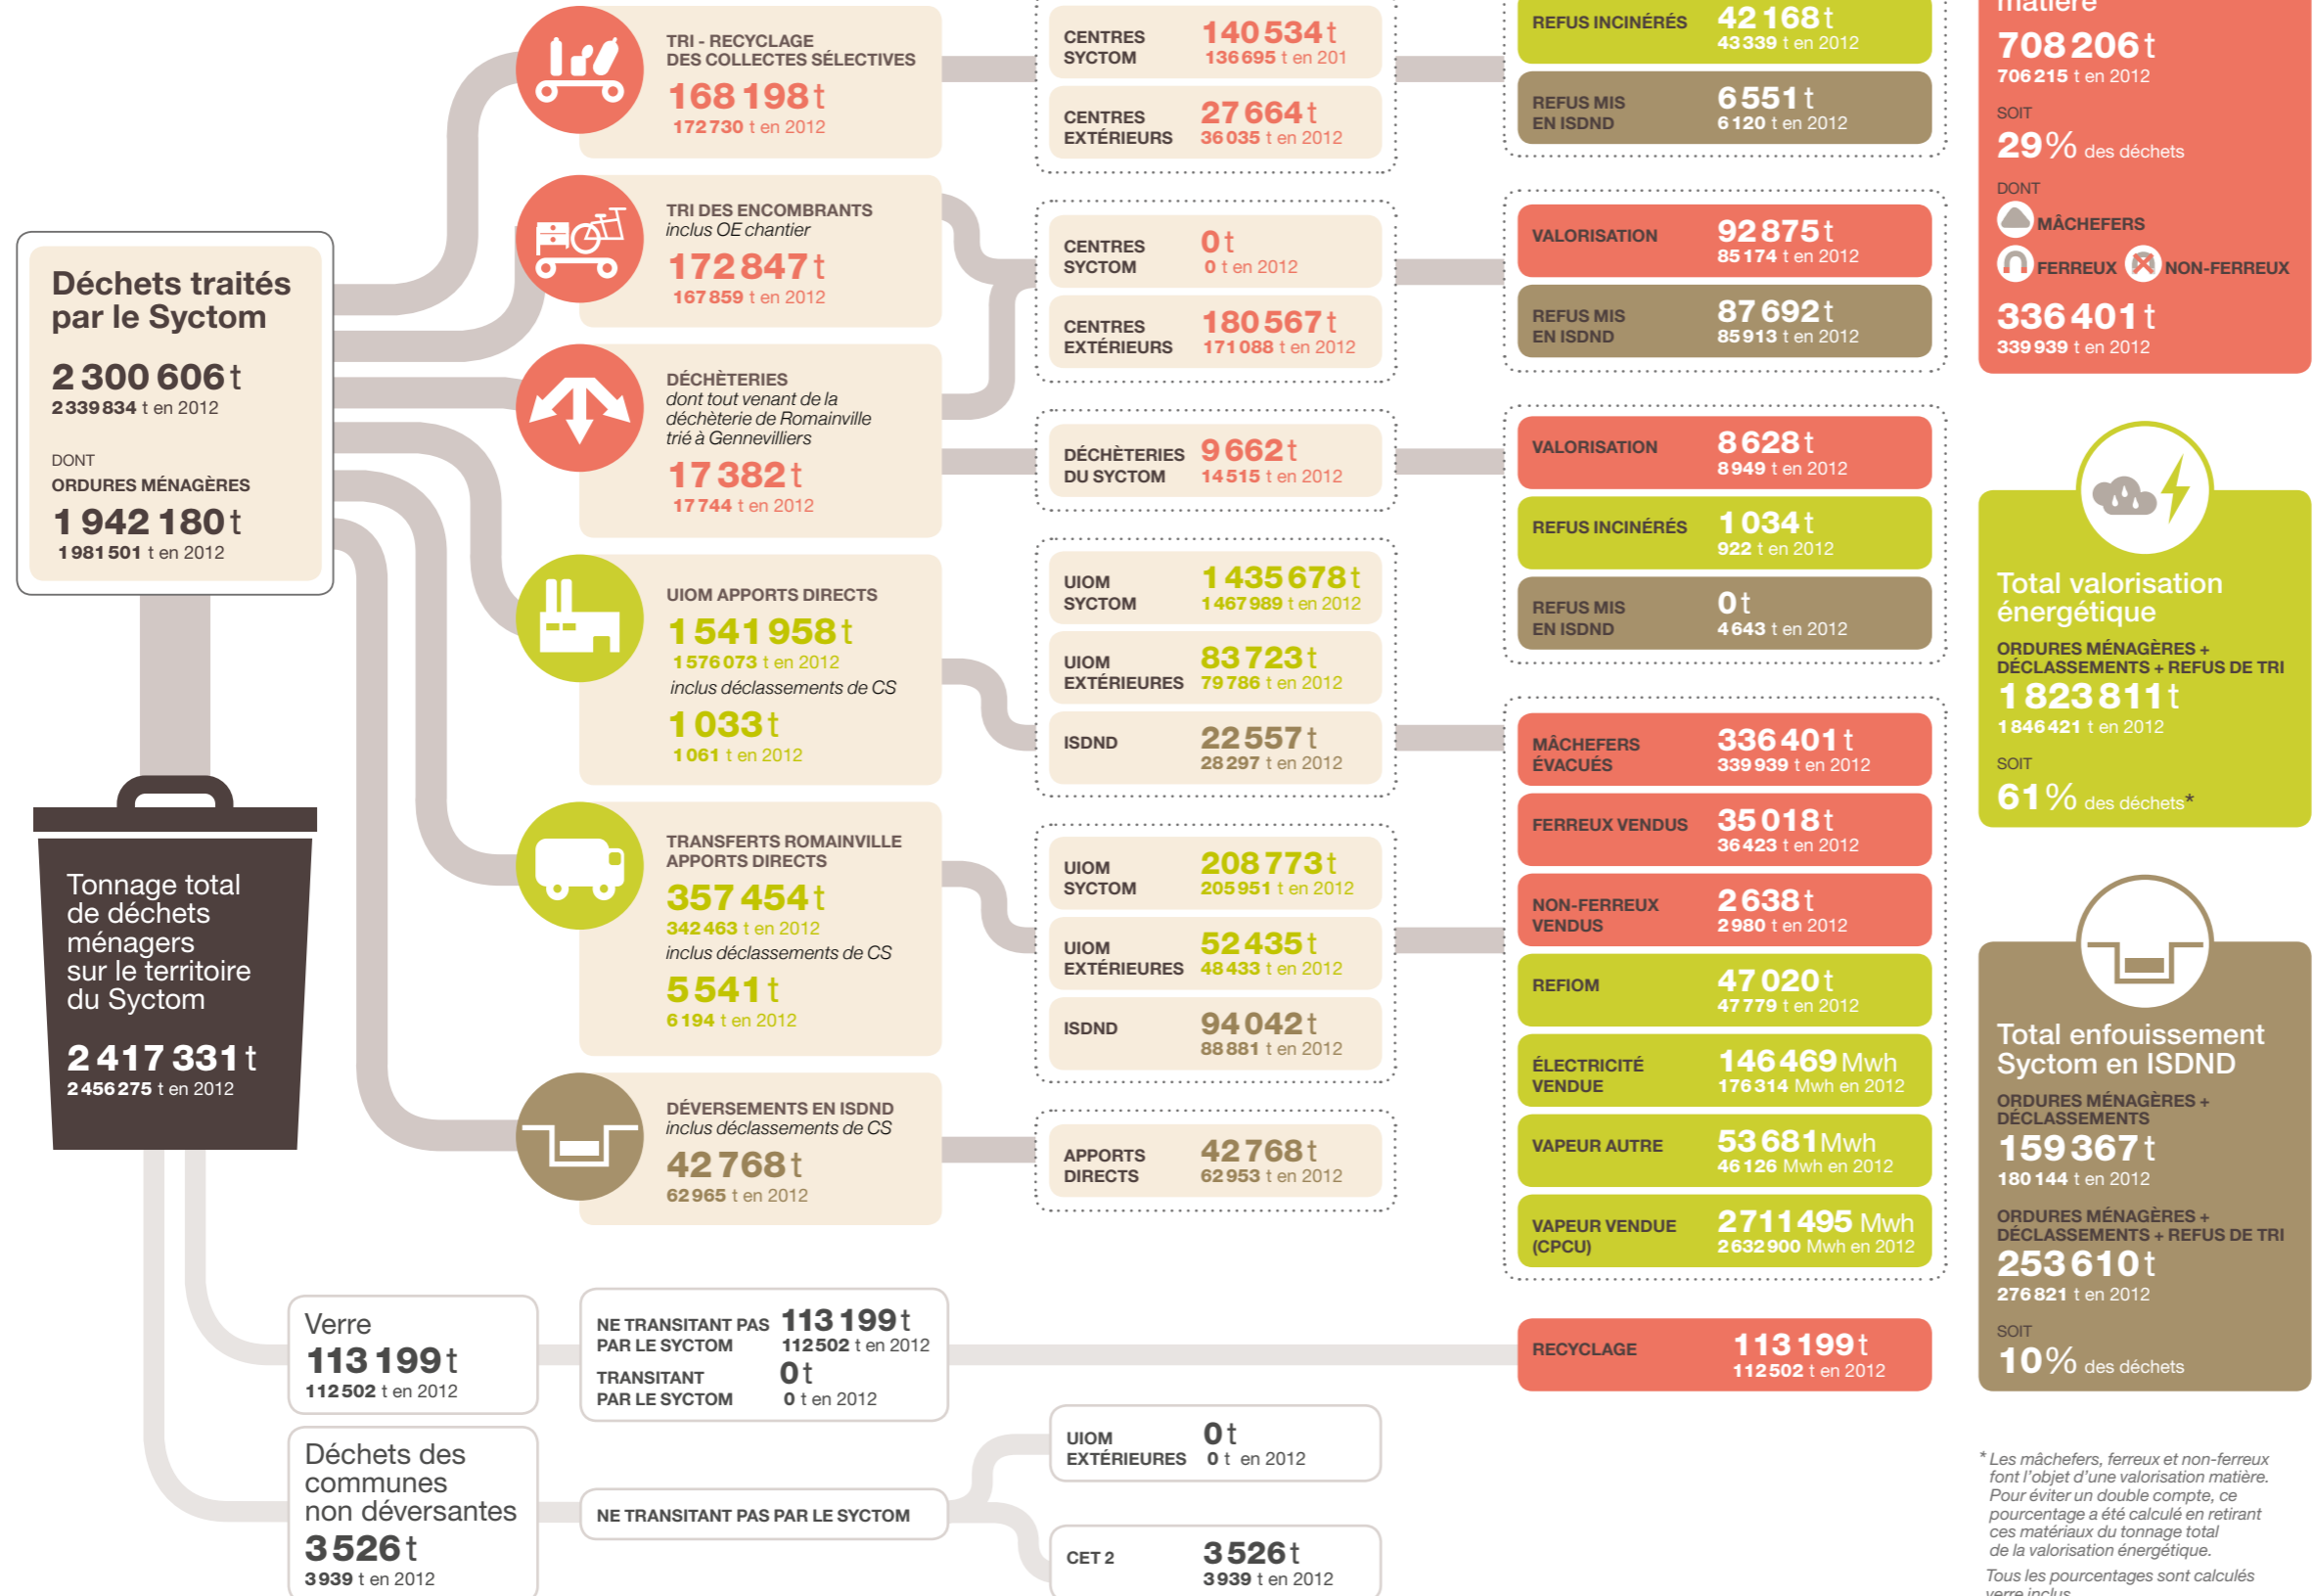 TRI - RECYCLAGE
DES COLLECTES SÉLECTIVES
168 198 t
172 730 t en 2012
TRI DES ENCOMBRANTS
inclus OE chantier
172 847 t
167 859 t en 2012
DÉCHÈTERIES
dont tout venant de la
déchèterie de Romainville
trié à Gennevilliers
17 382 t
17 744 t en 2012
UIOM APPORTS DIRECTS
1 541 958 t
1 576 073 t en 2012
inclus déclassements de CS
1 033 t
1 061 t en 2012
TRANSFERTS ROMAINVILLE
APPORTS DIRECTS
357 454 t
342 463 t en 2012
inclus déclassements de CS
5 541 t
6 194 t en 2012
DÉVERSEMENTS EN ISDND
inclus déclassements de CS
42 768 t
62 965 t en 2012
Déchets traités
par le Syctom
2 300 606 t
2 339 834 t en 2012
DONT
ORDURES MÉNAGÈRES
1 942 180 t
1 981 501 t en 2012
Tonnage total
de déchets
ménagers
sur le territoire
du Syctom
2 417 331 t
2 456 275 t en 2012
CENTRES SYCTOM 140 534 t
136 695 t en 201
CENTRES EXTÉRIEURS 27 664 t
36 035 t en 2012
CENTRES SYCTOM 0 t
0 t en 2012
CENTRES EXTÉRIEURS 180 567 t
171 088 t en 2012
DÉCHÈTERIES DU SYCTOM 9 662 t
14 515 t en 2012
UIOM SYCTOM 1 435 678 t
1 467 989 t en 2012
UIOM EXTÉRIEURES 83 723 t
79 786 t en 2012
ISDND 22 557 t
28 297 t en 2012
UIOM SYCTOM 208 773 t
205 951 t en 2012
UIOM EXTÉRIEURES 52 435 t
48 433 t en 2012
ISDND 94 042 t
88 881 t en 2012
APPORTS DIRECTS 42 768 t
62 953 t en 2012
REFUS INCINÉRÉS 42 168 t
43 339 t en 2012
REFUS MIS EN ISDND 6 551 t
6 120 t en 2012
VALORISATION 92 875 t
85 174 t en 2012
REFUS MIS EN ISDND 87 692 t
85 913 t en 2012
VALORISATION 8 628 t
8 949 t en 2012
REFUS INCINÉRÉS 1 034 t
922 t en 2012
REFUS MIS EN ISDND 0 t
4 643 t en 2012
MÂCHEFERS ÉVACUÉS 336 401 t
339 939 t en 2012
FERREUX VENDUS 35 018 t
36 423 t en 2012
NON-FERREUX VENDUS 2 638 t
2 980 t en 2012
REFIOM 47 020 t
47 779 t en 2012
ÉLECTRICITÉ VENDUE 146 469 Mwh
176 314 Mwh en 2012
VAPEUR AUTRE 53 681 Mwh
46 126 Mwh en 2012
VAPEUR VENDUE (CPCU) 2 711 495 Mwh
2 632 900 Mwh en 2012
matière
708 206 t
706 215 t en 2012
SOIT
29 % des déchets
DONT
MÂCHEFERS
FERREUX NON-FERREUX
336 401 t
339 939 t en 2012
Total valorisation
énergétique
ORDURES MÉNAGÈRES +
DÉCLASSEMENTS + REFUS DE TRI
1 823 811 t
1 846 421 t en 2012
SOIT
61 % des déchets*
Total enfouissement
Syctom en ISDND
ORDURES MÉNAGÈRES +
DÉCLASSEMENTS
159 367 t
180 144 t en 2012
ORDURES MÉNAGÈRES +
DÉCLASSEMENTS + REFUS DE TRI
253 610 t
276 821 t en 2012
SOIT
10 % des déchets
Verre
113 199 t
112 502 t en 2012
NE TRANSITANT PAS PAR LE SYCTOM 113 199 t
112 502 t en 2012
TRANSITANT PAR LE SYCTOM 0 t
0 t en 2012
RECYCLAGE 113 199 t
112 502 t en 2012
Déchets des
communes
non déversantes
3 526 t
3 939 t en 2012
NE TRANSITANT PAS PAR LE SYCTOM
UIOM EXTÉRIEURES 0 t
0 t en 2012
CET 2 3 526 t
3 939 t en 2012
* Les mâchefers, ferreux et non-ferreux
font l'objet d'une valorisation matière.
Pour éviter un double compte, ce
pourcentage a été calculé en retirant
ces matériaux du tonnage total
de la valorisation énergétique.
Tous les pourcentages sont calculés
verre inclus